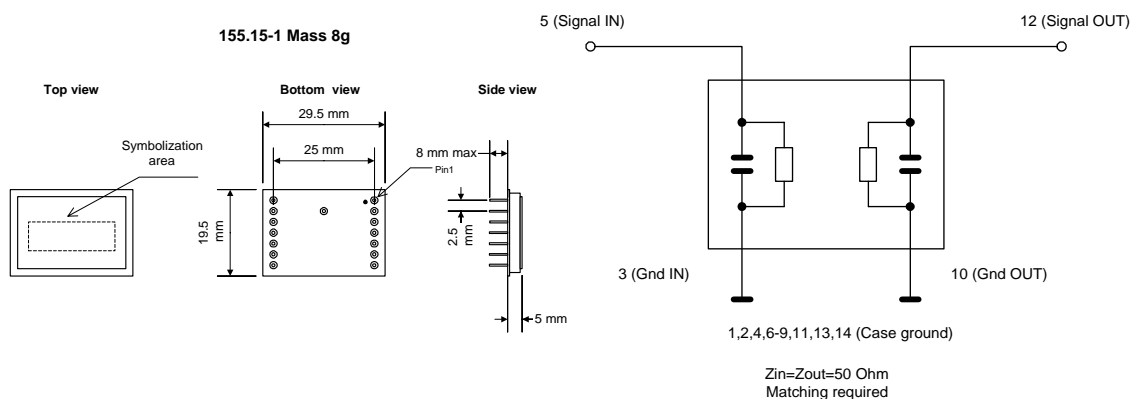 155.15-1 Mass 8g
Top view
Bottom view
Side view
29.5 mm
25 mm
8 mm max
Pin1
Symbolization
area
19.5
mm
2.5
mm
5 mm
5 (Signal IN)
12 (Signal OUT)
3 (Gnd IN)
10 (Gnd OUT)
1,2,4,6-9,11,13,14 (Case ground)
Zin=Zout=50 Ohm
Matching required